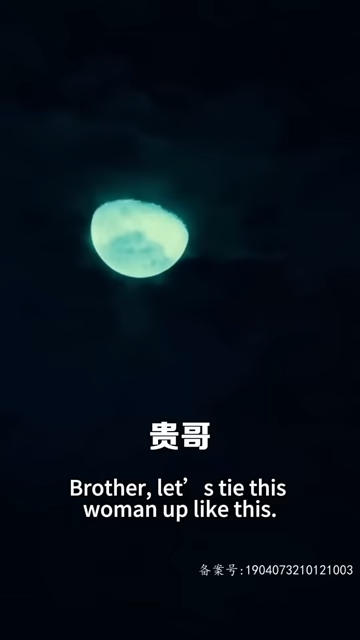 贵哥
Brother, let’s tie this
woman up like this.
备案号:1904073210121003